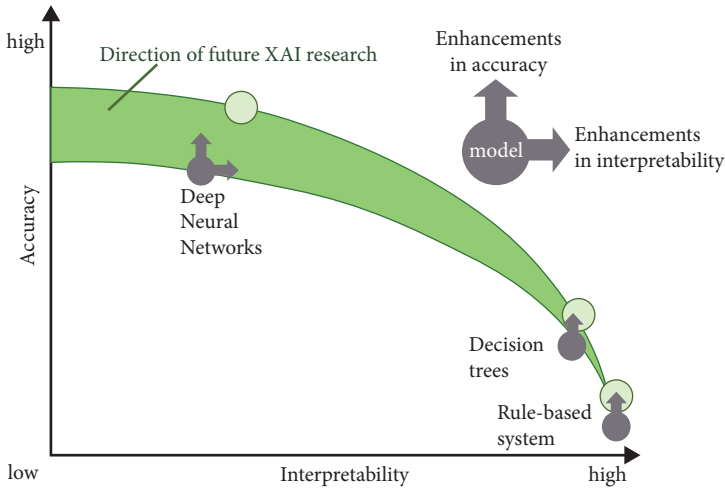 high
Direction of future XAI research
Enhancements
in accuracy
model
Enhancements
in interpretability
Accuracy
Deep
Neural
Networks
Decision
trees
Rule-based
system
low
Interpretability
high